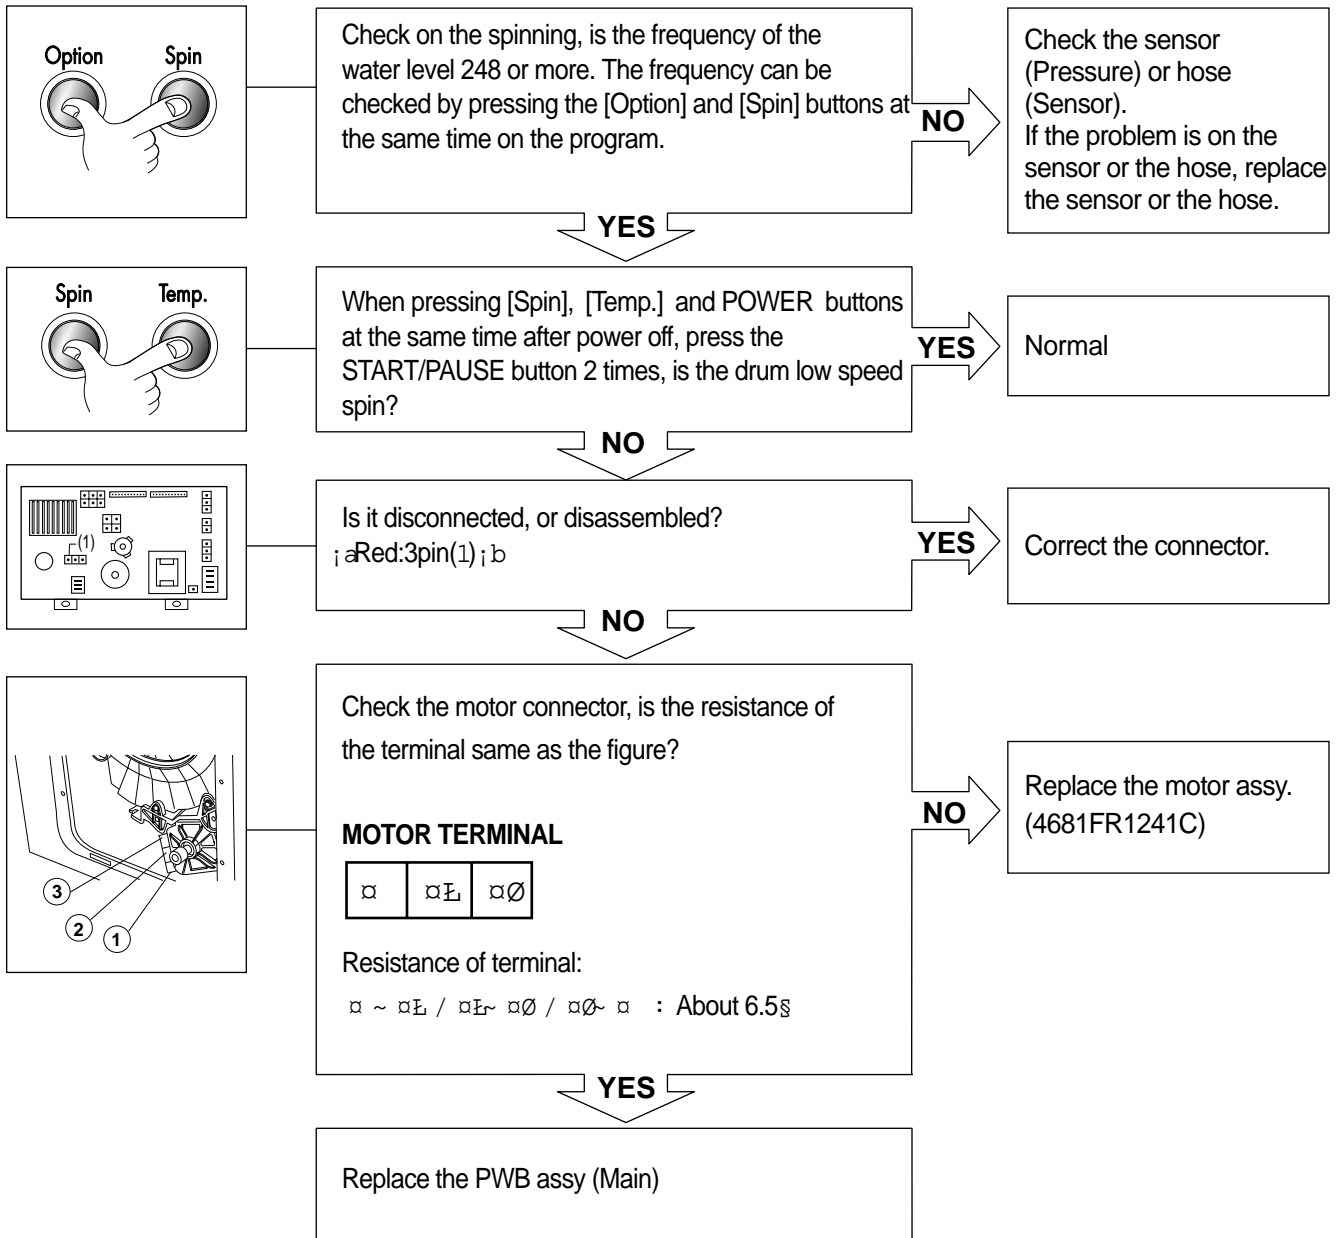 Option Spin
Check on the spinning, is the frequency of the
water level 248 or more. The frequency can be
checked by pressing the [Option] and [Spin] buttons at
the same time on the program.
NO
Check the sensor
(Pressure) or hose
(Sensor).
If the problem is on the
sensor or the hose, replace
the sensor or the hose.
YES
Spin Temp.
When pressing [Spin], [Temp.] and POWER buttons
at the same time after power off, press the
START/PAUSE button 2 times, is the drum low speed
spin?
YES
Normal
NO
(1)
Is it disconnected, or disassembled?
¡aRed:3pin(1)¡b
YES
Correct the connector.
NO
3
2
1
Check the motor connector, is the resistance of
the terminal same as the figure?
MOTOR TERMINAL
¤ ¤Ł ¤Ø
Resistance of terminal:
¤ ~ ¤Ł / ¤Ł~ ¤Ø / ¤Ø~ ¤ : About 6.5§
NO
Replace the motor assy.
(4681FR1241C)
YES
Replace the PWB assy (Main)